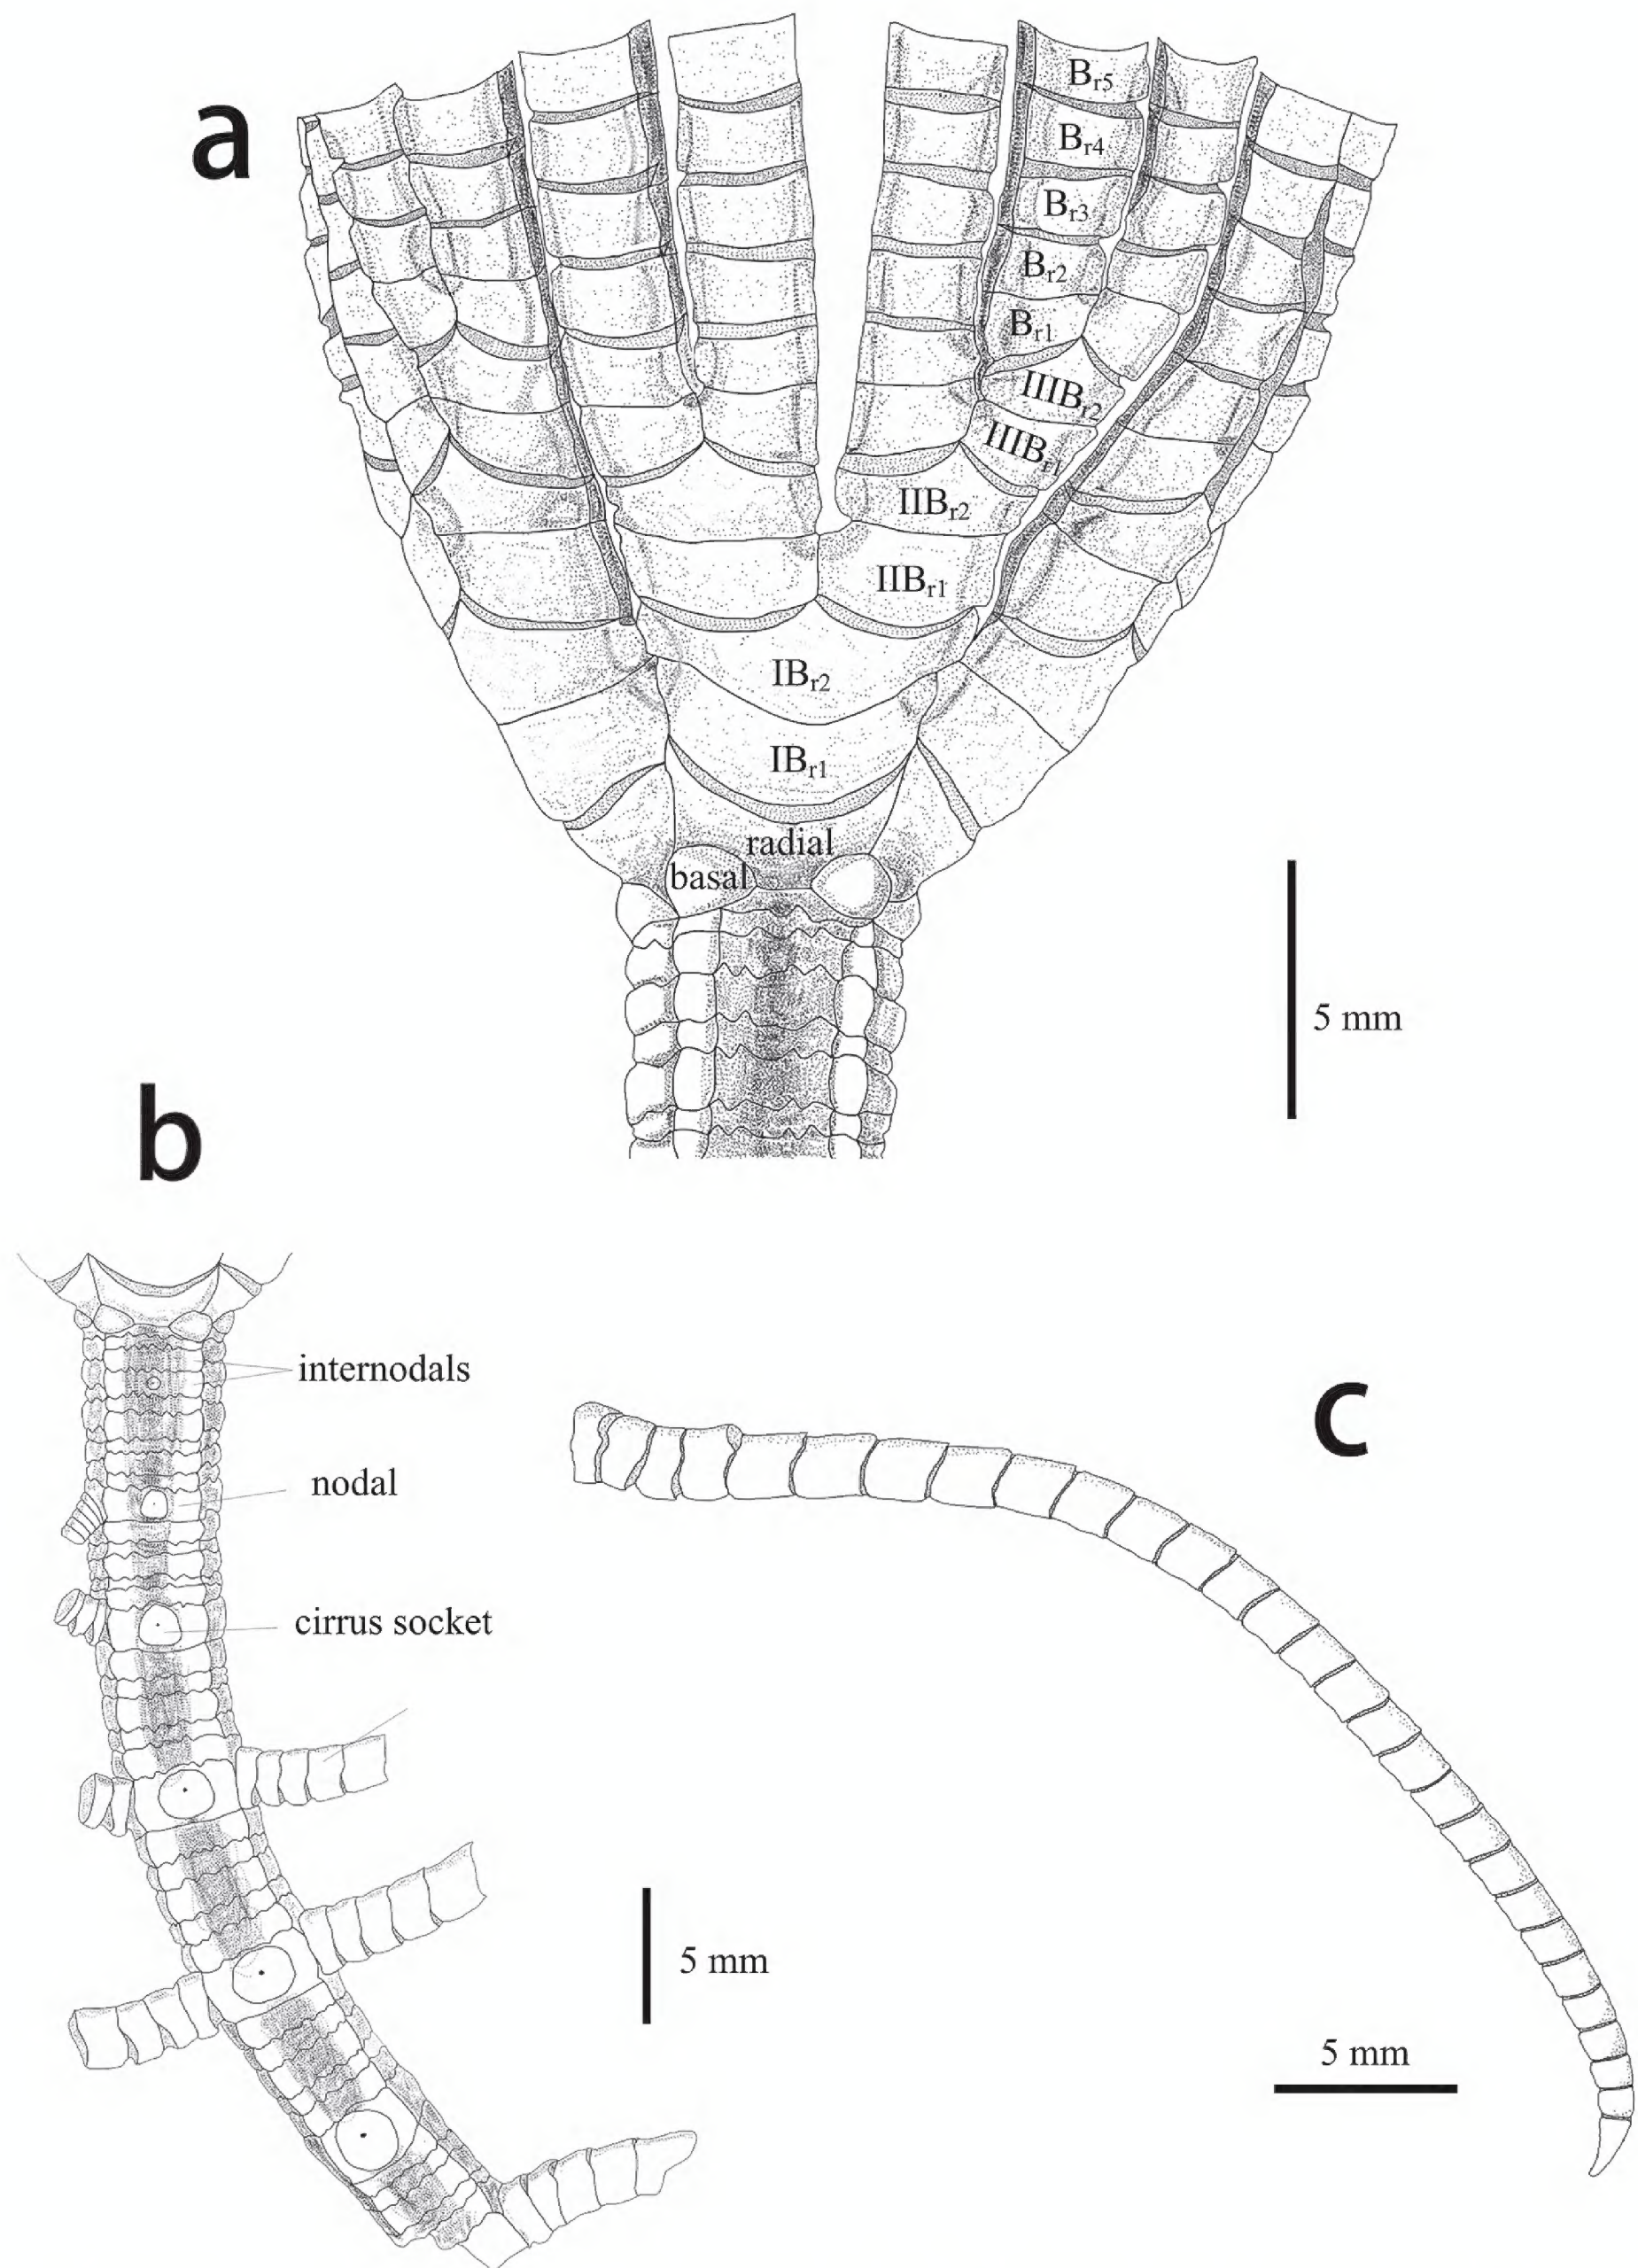 a
Br5
Br4
Br3
Br2
Br1
IIIBr2
IIIBr1
IIBr2
IIBr1
IBr2
IBr1
radial
basal
5 mm
b
internodals
nodal
cirrus socket
5 mm
c
5 mm